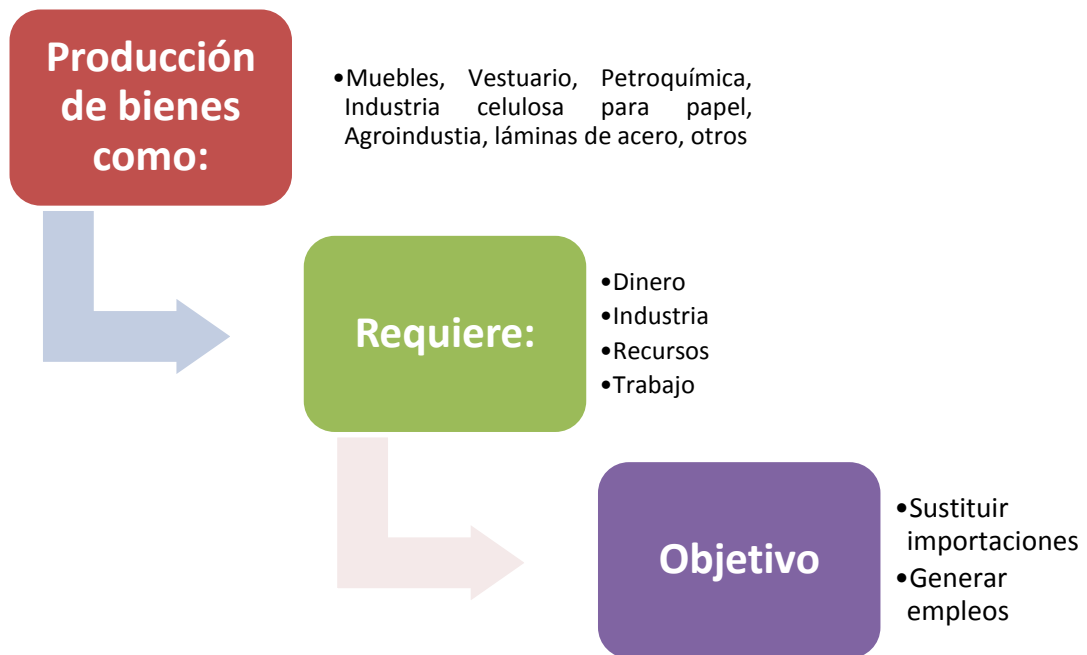 Producción
de bienes
como:
•Muebles, Vestuario, Petroquímica,
Industria celulosa para papel,
Agroindustia, láminas de acero, otros
Requiere:
•Dinero
•Industria
•Recursos
•Trabajo
Objetivo
•Sustituir
importaciones
•Generar
empleos